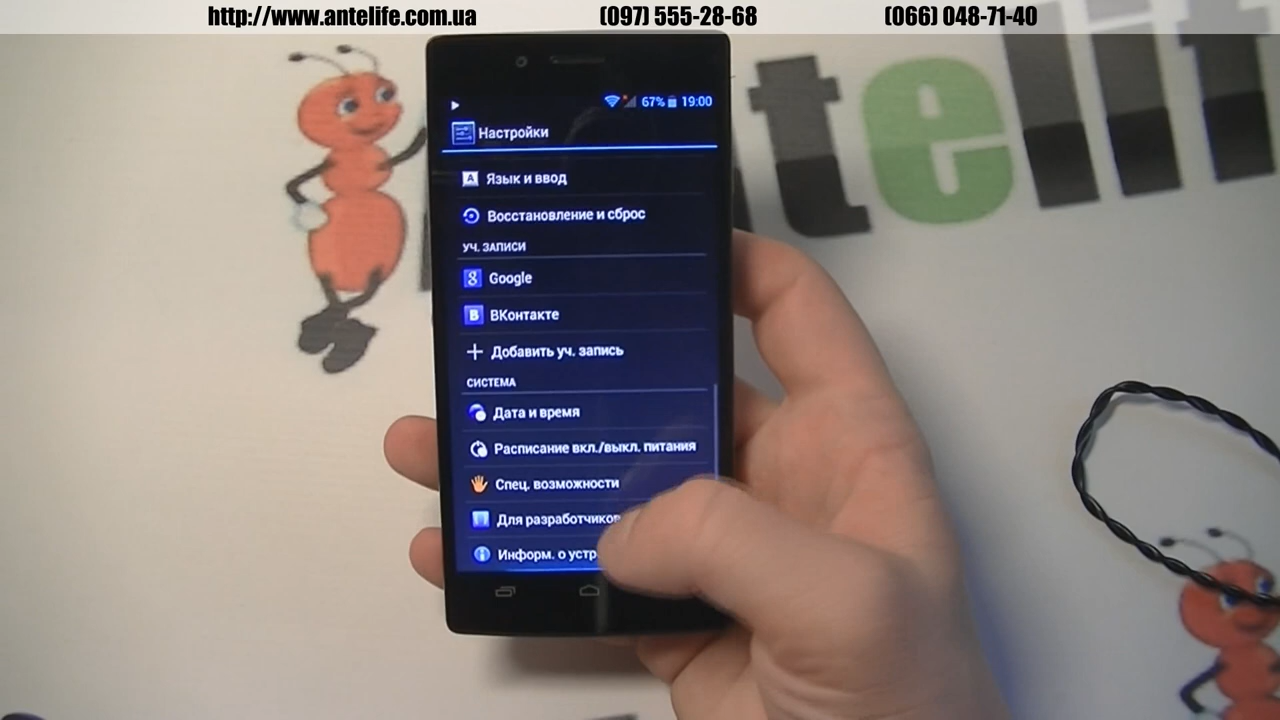 http://www.antelife.com.ua (097) 555-28-68 (066) 048-71-40
antelif
67% 19:00
Настройки
Язык и ввод
Восстановление и сброс
УЧ. ЗАПИСИ
Google
ВКонтакте
Добавить уч. запись
СИСТЕМА
Дата и время
Расписание вкл./выкл. питания
Спец. возможности
Для разработчиков
Информ. о устр